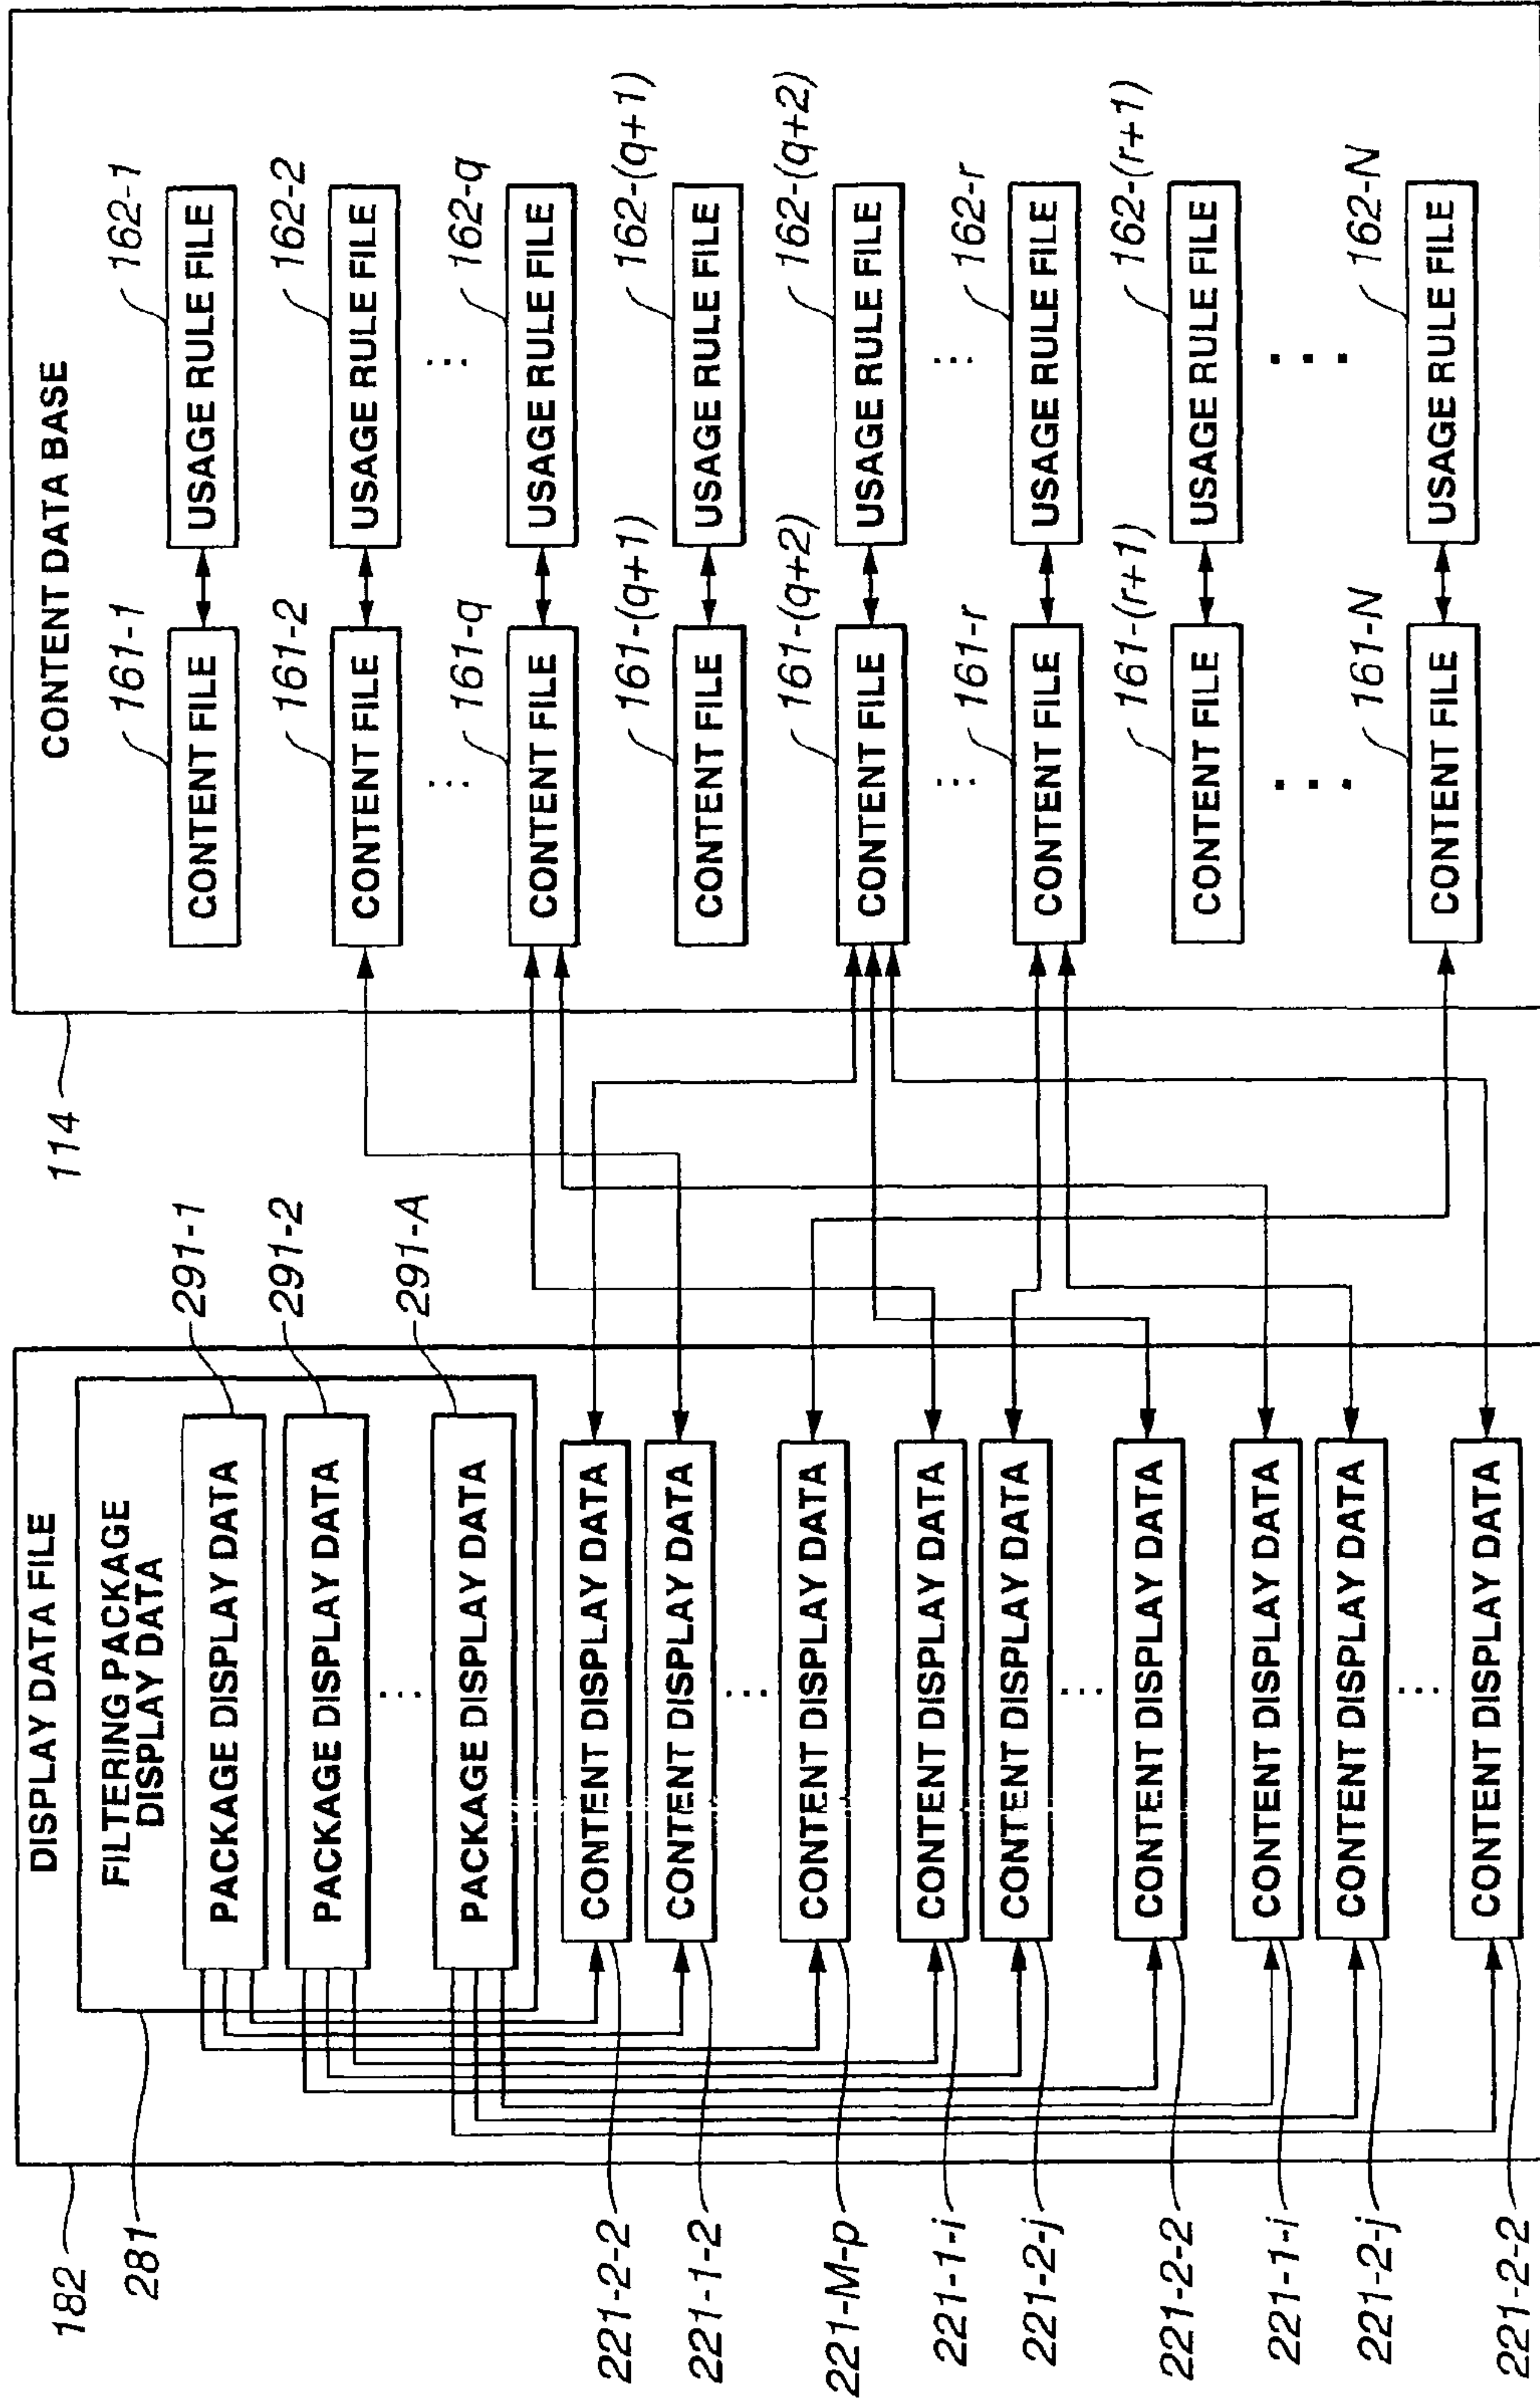 DISPLAY DATA FILE
182
FILTERING PACKAGE
DISPLAY DATA
281
PACKAGE DISPLAY DATA
291-1
PACKAGE DISPLAY DATA
291-2
...
PACKAGE DISPLAY DATA
291-A
221-2-2
CONTENT DISPLAY DATA
221-1-2
CONTENT DISPLAY DATA
...
221-M-p
CONTENT DISPLAY DATA
221-1-i
CONTENT DISPLAY DATA
221-2-j
CONTENT DISPLAY DATA
...
221-2-2
CONTENT DISPLAY DATA
221-1-i
CONTENT DISPLAY DATA
221-2-j
CONTENT DISPLAY DATA
...
221-2-2
CONTENT DISPLAY DATA
114
CONTENT DATA BASE
161-1
162-1
CONTENT FILE
USAGE RULE FILE
161-2
162-2
CONTENT FILE
USAGE RULE FILE
... ...
161-q
162-q
CONTENT FILE
USAGE RULE FILE
161-(q+1)
162-(q+1)
CONTENT FILE
USAGE RULE FILE
161-(q+2)
162-(q+2)
CONTENT FILE
USAGE RULE FILE
... ...
161-r
162-r
CONTENT FILE
USAGE RULE FILE
161-(r+1)
162-(r+1)
CONTENT FILE
USAGE RULE FILE
... ...
161-N
162-N
CONTENT FILE
USAGE RULE FILE